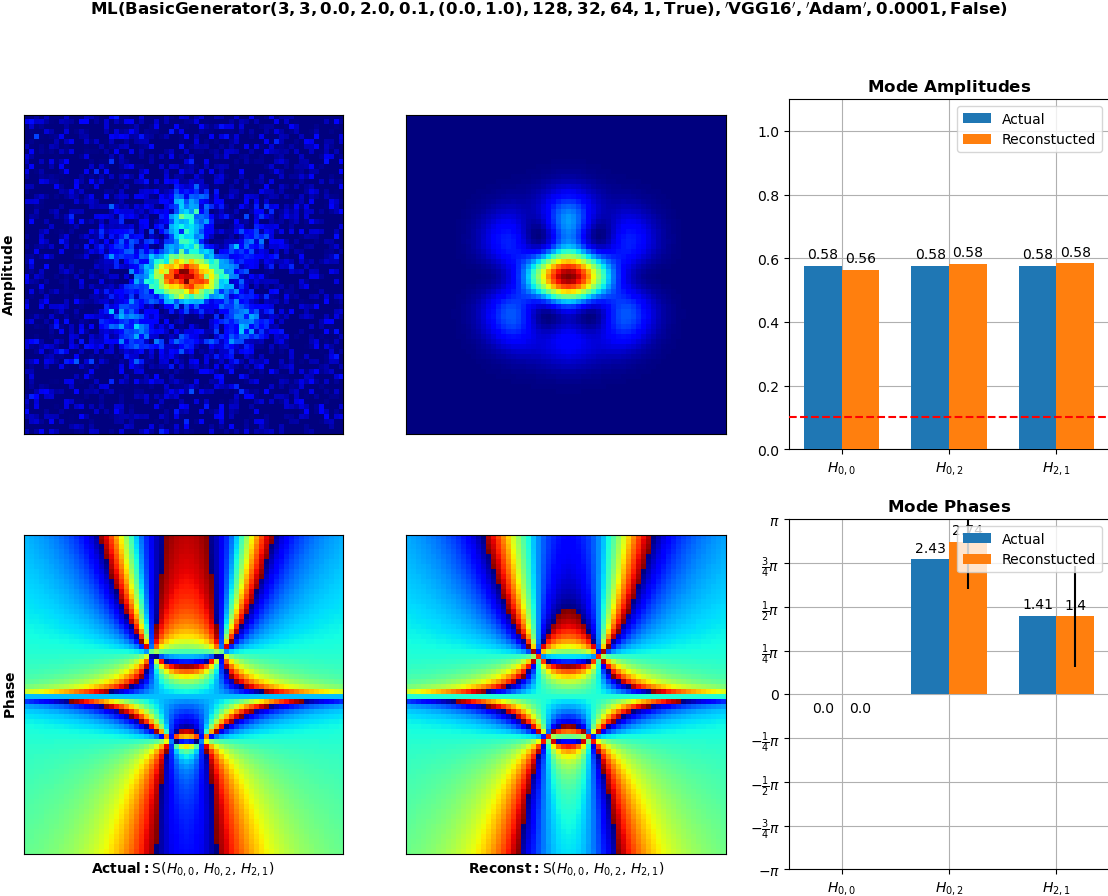 ML(BasicGenerator(3, 3, 0.0, 2.0, 0.1, (0.0, 1.0), 128, 32, 64, 1, True), ′VGG16′, ′Adam′, 0.0001, False)
Amplitude
Mode Amplitudes
Actual
Reconstucted
1.0
0.8
0.6
0.4
0.2
0.0
0.58 0.56
0.58 0.58
0.58 0.58
H0,0 H0,2 H2,1
Phase
Actual: S(H0,0, H0,2, H2,1)
Reconst: S(H0,0, H0,2, H2,1)
Mode Phases
Actual
Reconstucted
π
3/4π
1/2π
1/4π
0
−1/4π
−1/2π
−3/4π
−π
0.0 0.0
2.43 2.74
1.41 1.4
H0,0 H0,2 H2,1